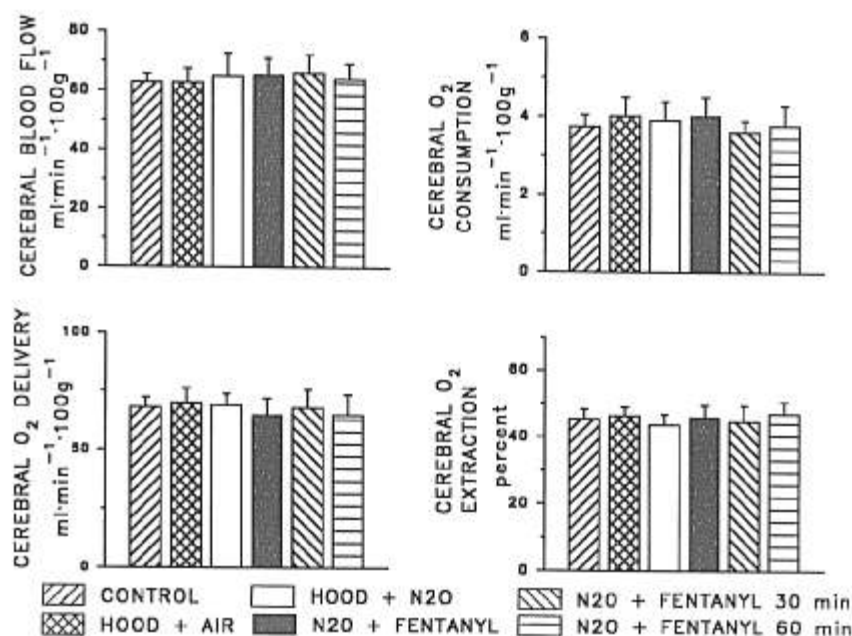 CEREBRAL BLOOD FLOW
ml·min⁻¹·100g⁻¹
80
60
40
20
0
CEREBRAL O₂
CONSUMPTION
ml·min⁻¹·100g⁻¹
6
4
2
0
CEREBRAL O₂ DELIVERY
ml·min⁻¹·100g⁻¹
100
50
0
CEREBRAL O₂
EXTRACTION
percent
80
60
40
20
0
CONTROL
HOOD + N2O
N2O + FENTANYL 30 min
HOOD + AIR
N2O + FENTANYL
N2O + FENTANYL 60 min